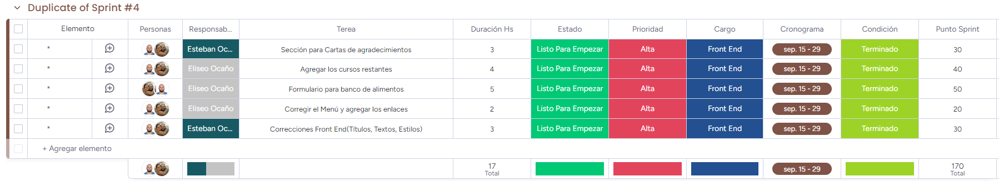 Duplicate of Sprint #4
Elemento Personas Responsab... Terea Duración Hs Estado Prioridad Cargo Cronograma Condición Punto Sprint
* Esteban Oc... Sección para Cartas de agradecimientos 3 Listo Para Empezar Alta Front End sep. 15 - 29 Terminado 30
* Eliseo Ocaño Agregar los cursos restantes 4 Listo Para Empezar Alta Front End sep. 15 - 29 Terminado 40
* Eliseo Ocaño Formulario para banco de alimentos 5 Listo Para Empezar Alta Front End sep. 15 - 29 Terminado 50
* Eliseo Ocaño Corregir el Menú y agregar los enlaces 2 Listo Para Empezar Alta Front End sep. 15 - 29 Terminado 20
* Esteban Oc... Correcciones Front End(Títulos, Textos, Estilos) 3 Listo Para Empezar Alta Front End sep. 15 - 29 Terminado 30
+ Agregar elemento
17 sep. 15 - 29 170
Total Total